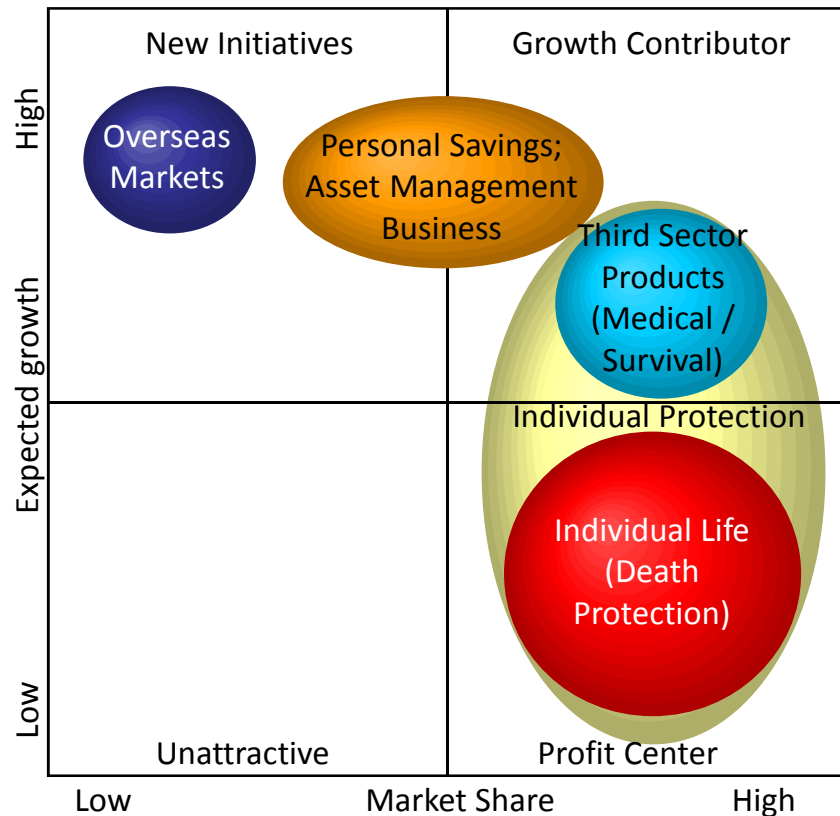 New Initiatives
Growth Contributor
High
Overseas
Markets
Personal Savings;
Asset Management
Business
Third Sector
Products
(Medical /
Survival)
Expected growth
Individual Protection
Individual Life
(Death
Protection)
Low
Unattractive
Profit Center
Low
Market Share
High